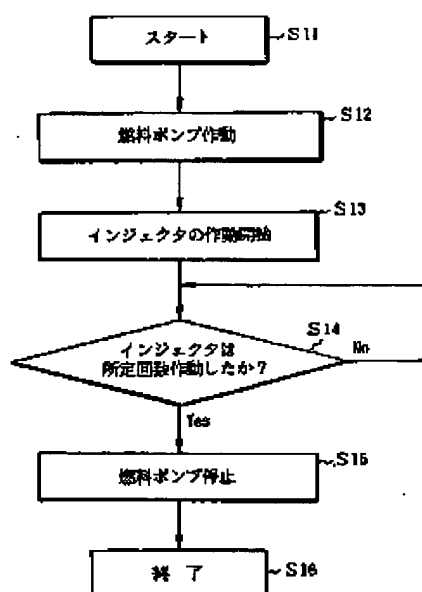 スタート
S11
燃料ポンプ作動
S12
インジェクタの作動開始
S13
インジェクタは
所定回数作動したか？
S14
No
Yes
燃料ポンプ停止
S15
終 了
S16